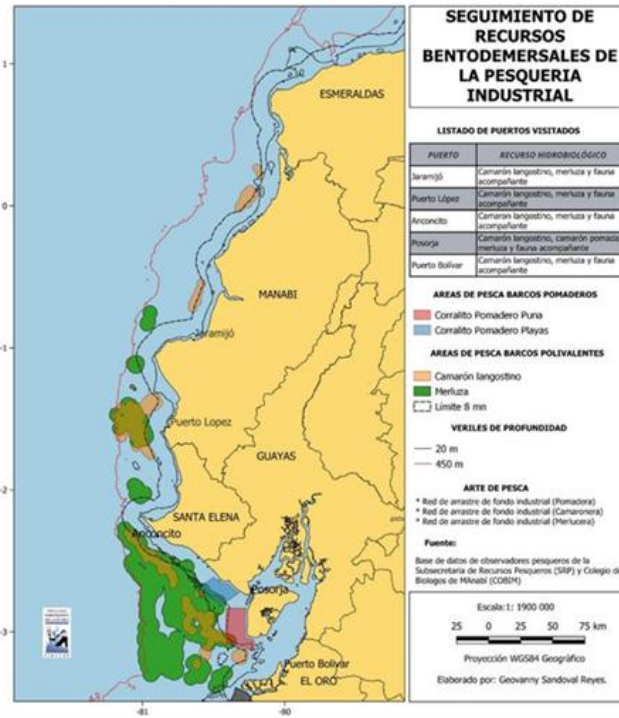 SEGUIMIENTO DE
RECURSOS
BENTODEMERSALES DE
LA PESQUERIA
INDUSTRIAL
LISTADO DE PUERTOS VISITADOS
PUERTO RECURSO HIDROBIOLÓGICO
Jaramijó Camarón langostino, merluza y fauna
acompañante
Puerto López Camarón langostino, merluza y fauna
acompañante
Anconcito Camarón langostino, merluza y fauna
acompañante
Posorja Camarón langostino, camarón pomada,
merluza y fauna acompañante
Puerto Bolívar Camarón langostino, merluza y fauna
acompañante
AREAS DE PESCA BARCOS POMADEROS
Corralito Pomadero Puna
Corralito Pomadero Playas
AREAS DE PESCA BARCOS POLIVALENTES
Camarón langostino
Merluza
Límite 8 mn
VERILES DE PROFUNDIDAD
20 m
450 m
ARTE DE PESCA
* Red de arrastre de fondo industrial (Pomadera)
* Red de arrastre de fondo industrial (Camaronera)
* Red de arrastre de fondo industrial (Merlucera)
Fuente:
Base de datos de observadores pesqueros de la
Subsecretaría de Recursos Pesqueros (SRP) y Colegio de
Biologos de MAnabí (COBIM)
Escala:1: 1900 000
25 0 25 50 75 km
Proyección WGS84 Geográfico
Elaborado por: Geovanny Sandoval Reyes.
1
0
-1
-2
-3
-81
-80
ESMERALDAS
MANABI
Jaramijó
Puerto Lopez
GUAYAS
SANTA ELENA
Anconcito
Posorja
Puerto Bolívar
EL ORO